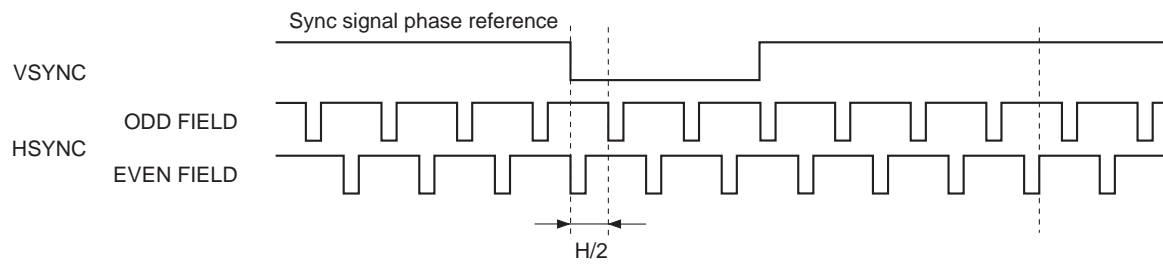 Sync signal phase reference
VSYNC
ODD FIELD
HSYNC
EVEN FIELD
H/2